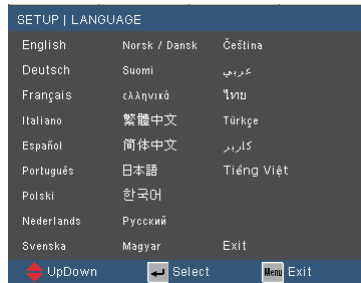 SETUP | LANGUAGE
English Norsk / Dansk Čeština
Deutsch Suomi عربي
Français ελληνικά ไทย
Italiano 繁體中文 Türkçe
Español 简体中文 کاربر
Português 日本語 Tiếng Việt
Polski 한국어
Nederlands Русский
Svenska Magyar Exit
UpDown Select Menu Exit